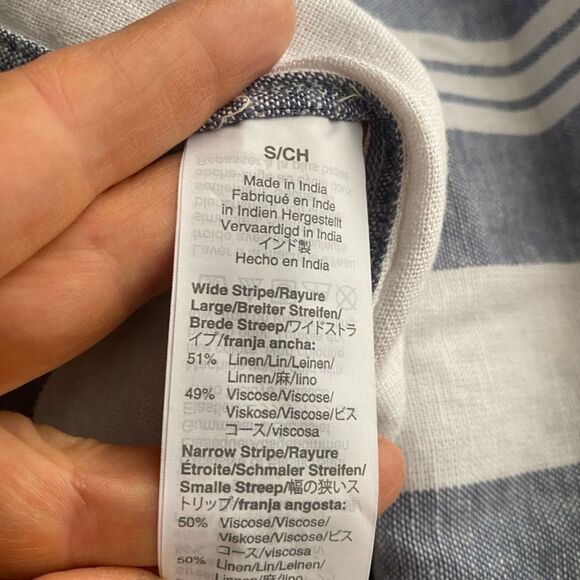 S/CH
Made in India
Fabriqué en Inde
in Indien Hergestellt
Vervaardigd in India
インド製
Hecho en India
Wide Stripe/Rayure
Large/Breiter Streifen/
Brede Streep/ワイドストラ
イプ/franja ancha:
51% Linen/Lin/Leinen/
Linnen/麻/lino
49% Viscose/Viscose/
Viskose/Viscose/ビス
コース/viscosa
Narrow Stripe/Rayure
Étroite/Schmaler Streifen/
Smalle Streep/幅の狭いス
トリップ/franja angosta:
50% Viscose/Viscose/
Viskose/Viscose/ビス
コース/viscosa
50% Linen/Lin/Leinen/
Linnen/麻/lino